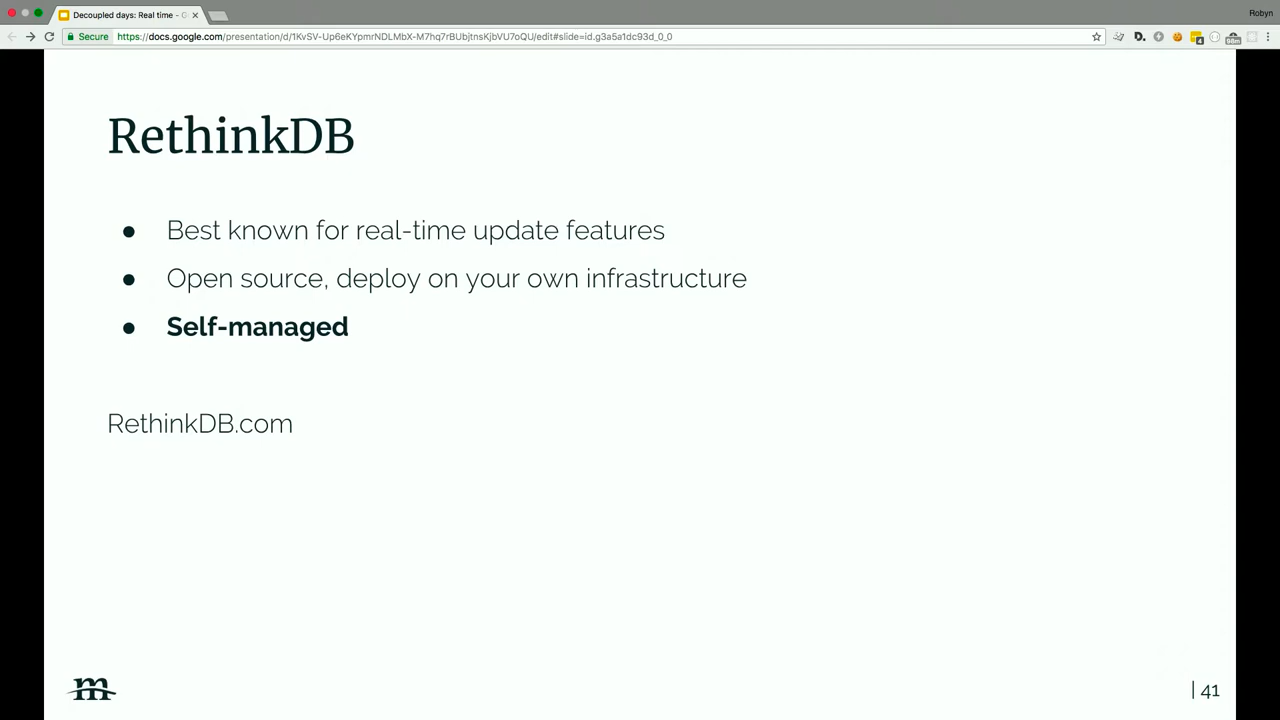 Decoupled days: Real time - G
Robyn
Secure
https://docs.google.com/presentation/d/1KvSV-Up6eKYpmrNDLMbX-M7hq7rBUbjtnsKjbVU7oQU/edit#slide=id.g3a5a1dc93d_0_0
D.
4
98m
RethinkDB
● Best known for real-time update features
● Open source, deploy on your own infrastructure
● Self-managed
RethinkDB.com
m
| 41